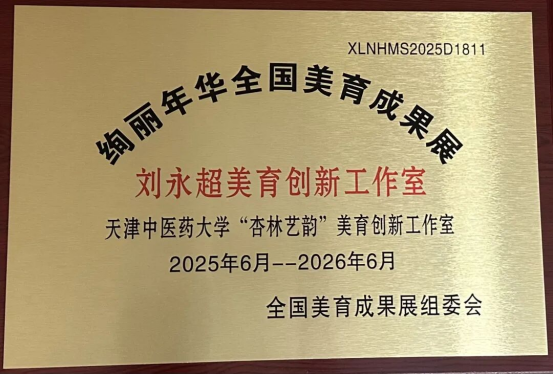 XLNHMS2025D1811
绚丽年华全国美育成果展
刘永超美育创新工作室
天津中医药大学“杏林艺韵”美育创新工作室
2025年6月--2026年6月
全国美育成果展组委会